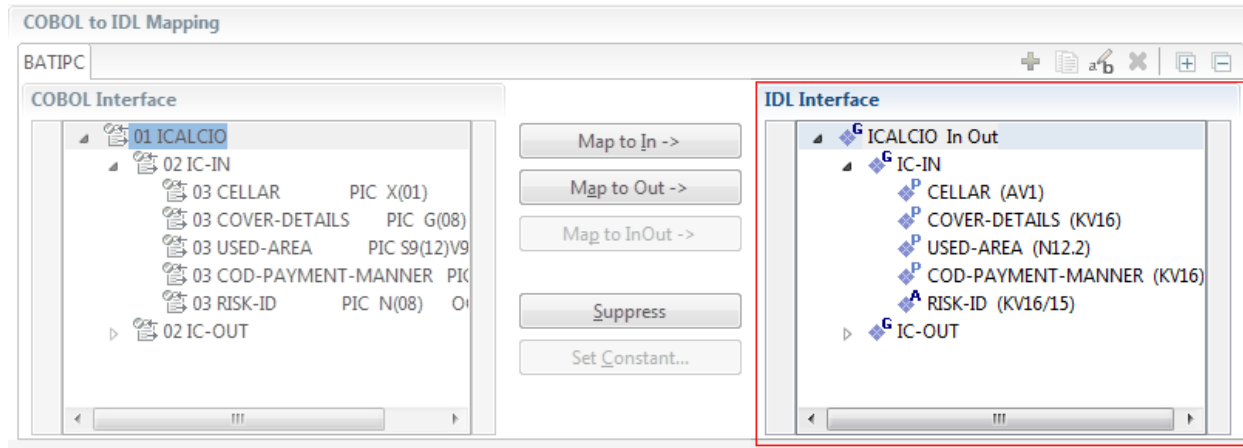 COBOL to IDL Mapping
BATIPC
COBOL Interface
01 ICALCIO
02 IC-IN
03 CELLAR PIC X(01)
03 COVER-DETAILS PIC G(08)
03 USED-AREA PIC S9(12)V9
03 COD-PAYMENT-MANNER PIC
03 RISK-ID PIC N(08) O
02 IC-OUT
Map to In ->
Map to Out ->
Map to InOut ->
Suppress
Set Constant...
IDL Interface
G ICALCIO In Out
G IC-IN
P CELLAR (AV1)
P COVER-DETAILS (KV16)
P USED-AREA (N12.2)
P COD-PAYMENT-MANNER (KV16)
A RISK-ID (KV16/15)
G IC-OUT